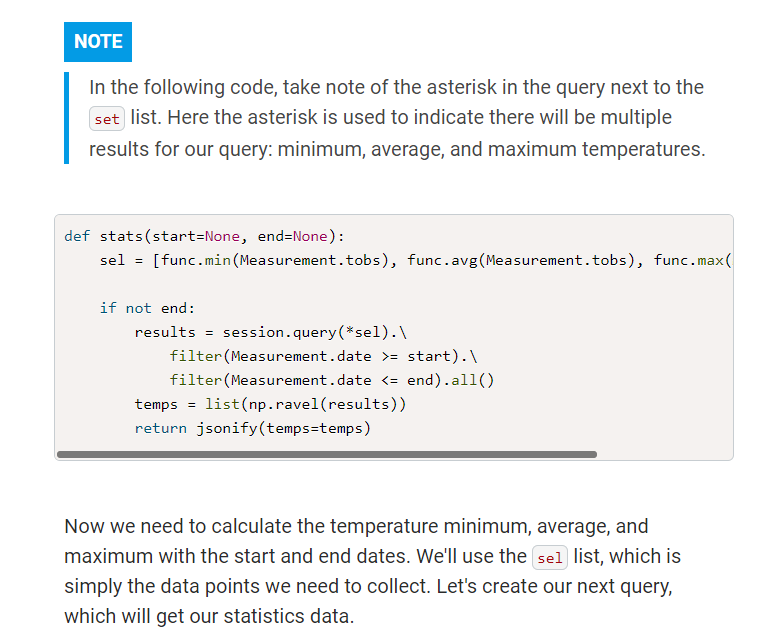 NOTE
In the following code, take note of the asterisk in the query next to the
set list. Here the asterisk is used to indicate there will be multiple
results for our query: minimum, average, and maximum temperatures.
def stats(start=None, end=None):
    sel = [func.min(Measurement.tobs), func.avg(Measurement.tobs), func.max(
    if not end:
        results = session.query(*sel).\
            filter(Measurement.date >= start).\
            filter(Measurement.date <= end).all()
        temps = list(np.ravel(results))
        return jsonify(temps=temps)
Now we need to calculate the temperature minimum, average, and
maximum with the start and end dates. We'll use the sel list, which is
simply the data points we need to collect. Let's create our next query,
which will get our statistics data.